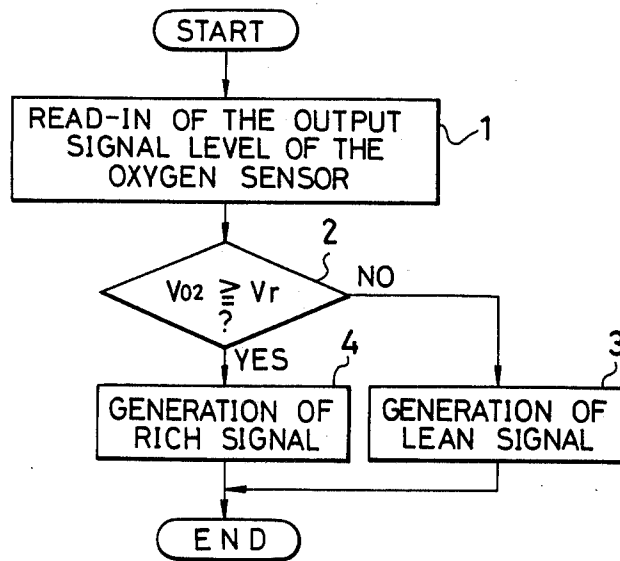 START
READ-IN OF THE OUTPUT
SIGNAL LEVEL OF THE
OXYGEN SENSOR
1
2
VO2 ≧ Vr
?
NO
YES
4
3
GENERATION OF
RICH SIGNAL
GENERATION OF
LEAN SIGNAL
END